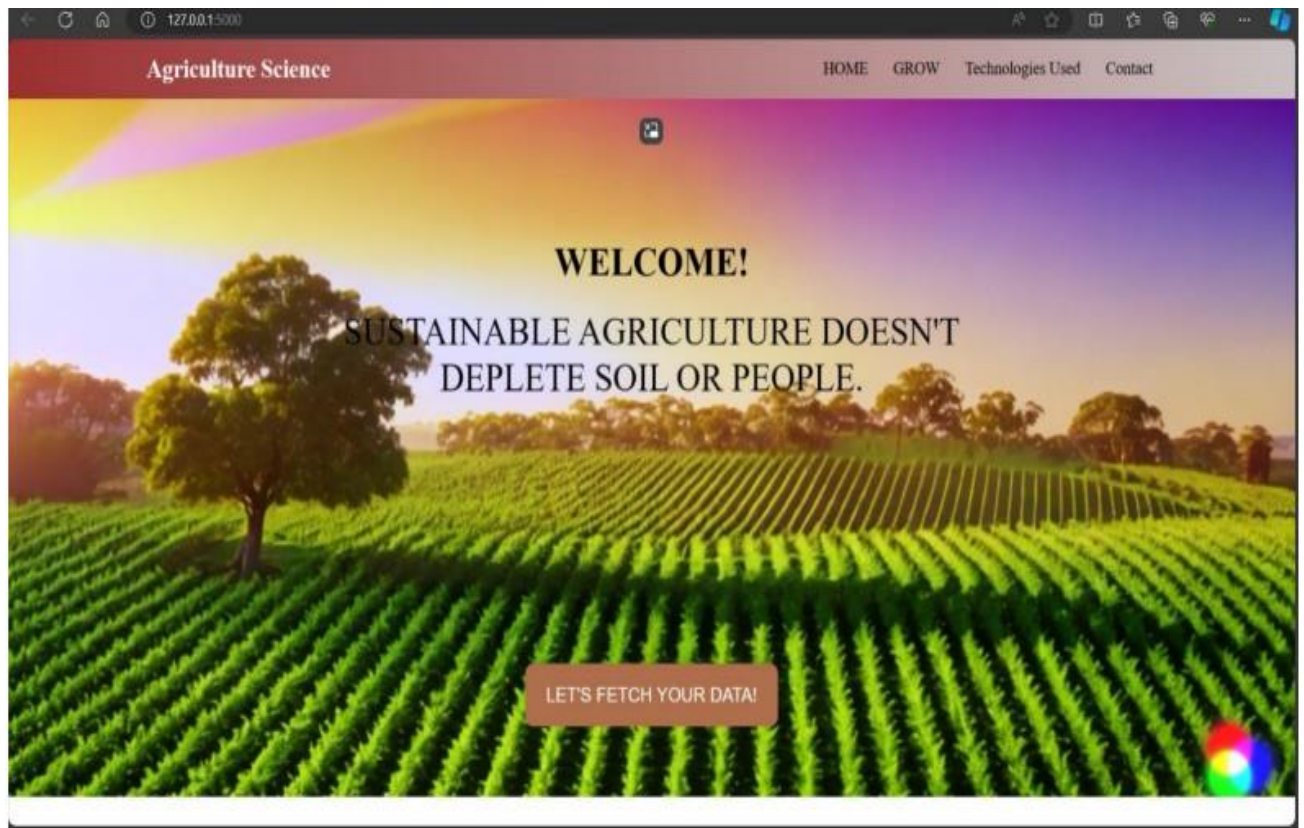 127.0.0.1:5000
Agriculture Science
HOME GROW Technologies Used Contact
WELCOME!
SUSTAINABLE AGRICULTURE DOESN'T
DEPLETE SOIL OR PEOPLE.
LET'S FETCH YOUR DATA!